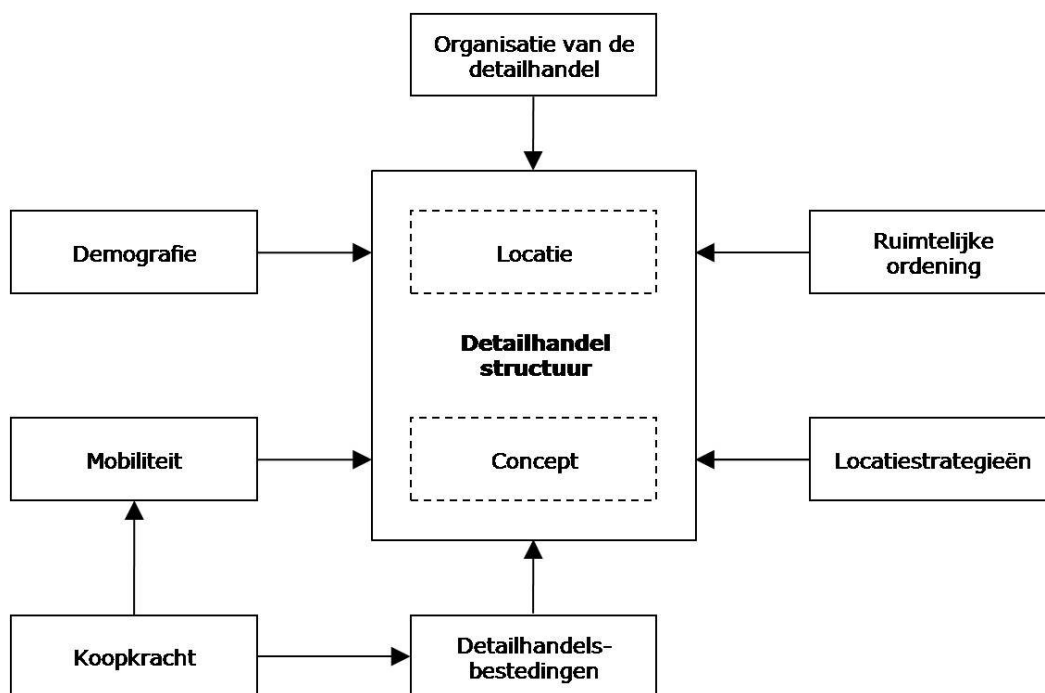 Organisatie van de
detailhandel
Demografie
Locatie
Ruimtelijke
ordening
Detailhandel
structuur
Mobiliteit
Concept
Locatiestrategieën
Koopkracht
Detailhandels-
bestedingen